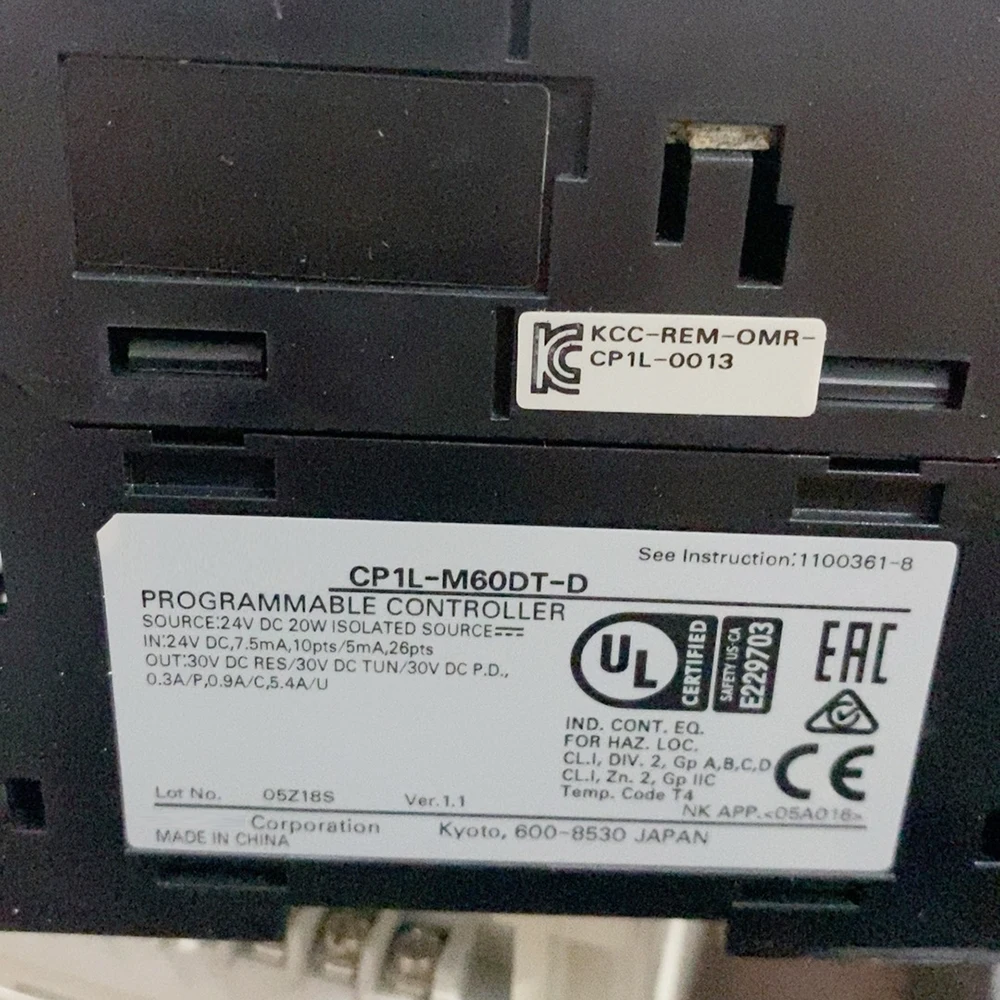 KCC-REM-OMR-
CP1L-0013
See Instruction:1100361-8
CP1L-M60DT-D
PROGRAMMABLE CONTROLLER
SOURCE:24V DC 20W ISOLATED SOURCE⎓
IN:24V DC,7.5mA,10pts/5mA,26pts
OUT:30V DC RES/30V DC TUN/30V DC P.D.,
0.3A/P,0.9A/C,5.4A/U
UL
CERTIFIED
SAFETY US-CA
E229703
EAC
IND. CONT. EQ.
FOR HAZ. LOC.
CL.I, DIV. 2, Gp A,B,C,D
CL.I, Zn. 2, Gp IIC
Temp. Code T4
CE
NK APP.<05A016>
Lot No. 05Z18S Ver.1.1
Corporation Kyoto, 600-8530 JAPAN
MADE IN CHINA